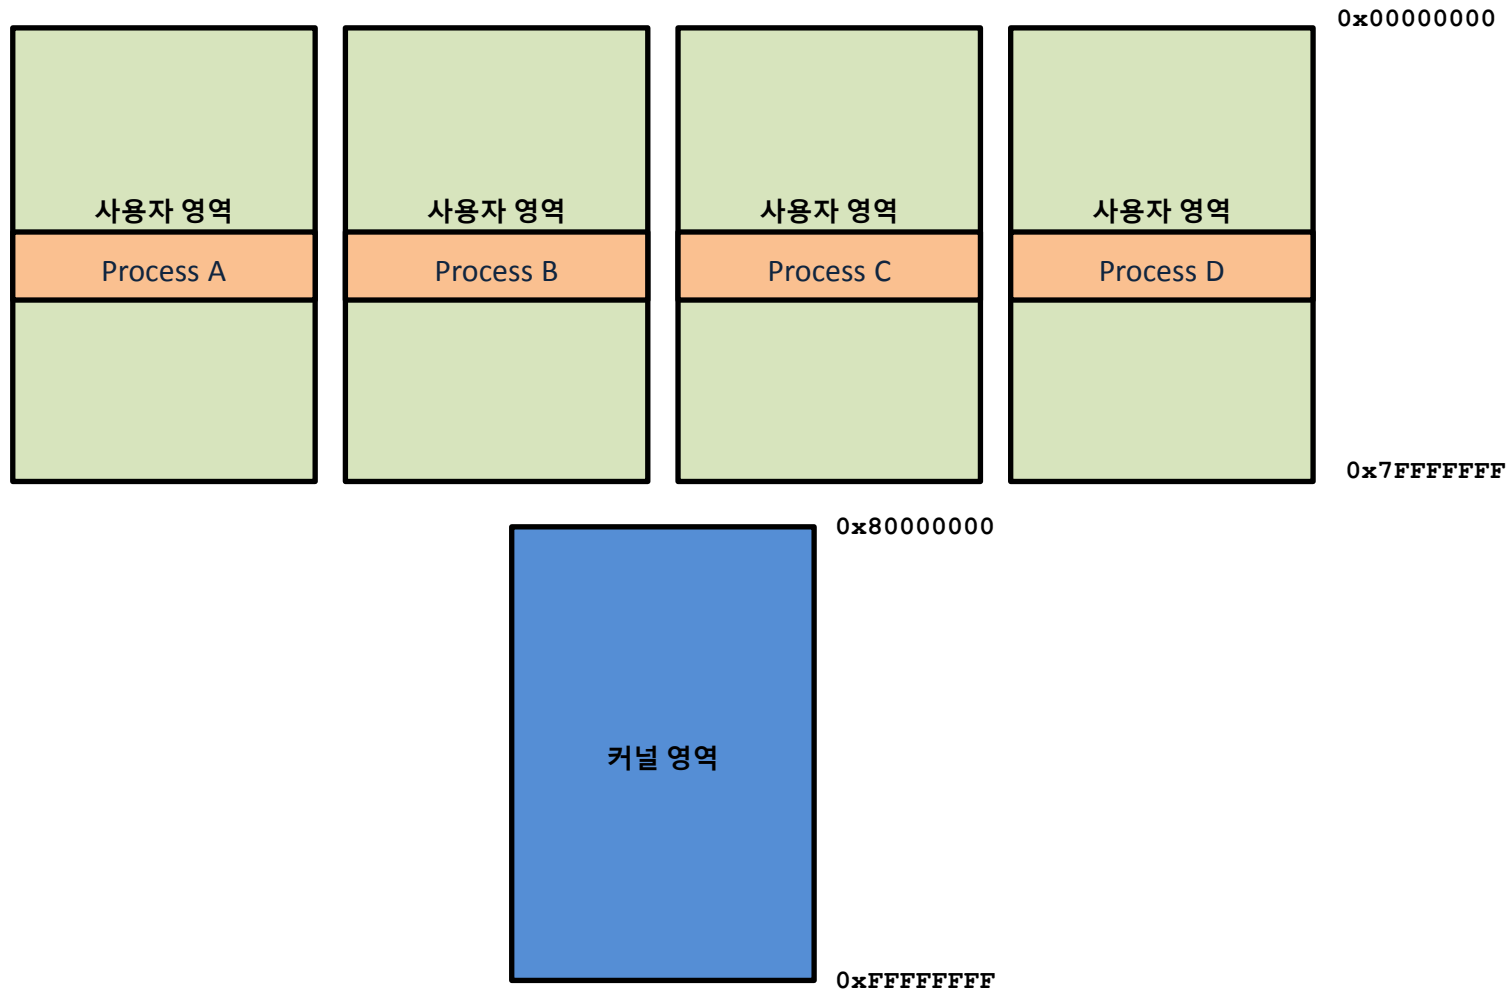 0x00000000
사용자 영역
사용자 영역
사용자 영역
사용자 영역
Process A
Process B
Process C
Process D
0x7FFFFFFF
0x80000000
커널 영역
0xFFFFFFFF